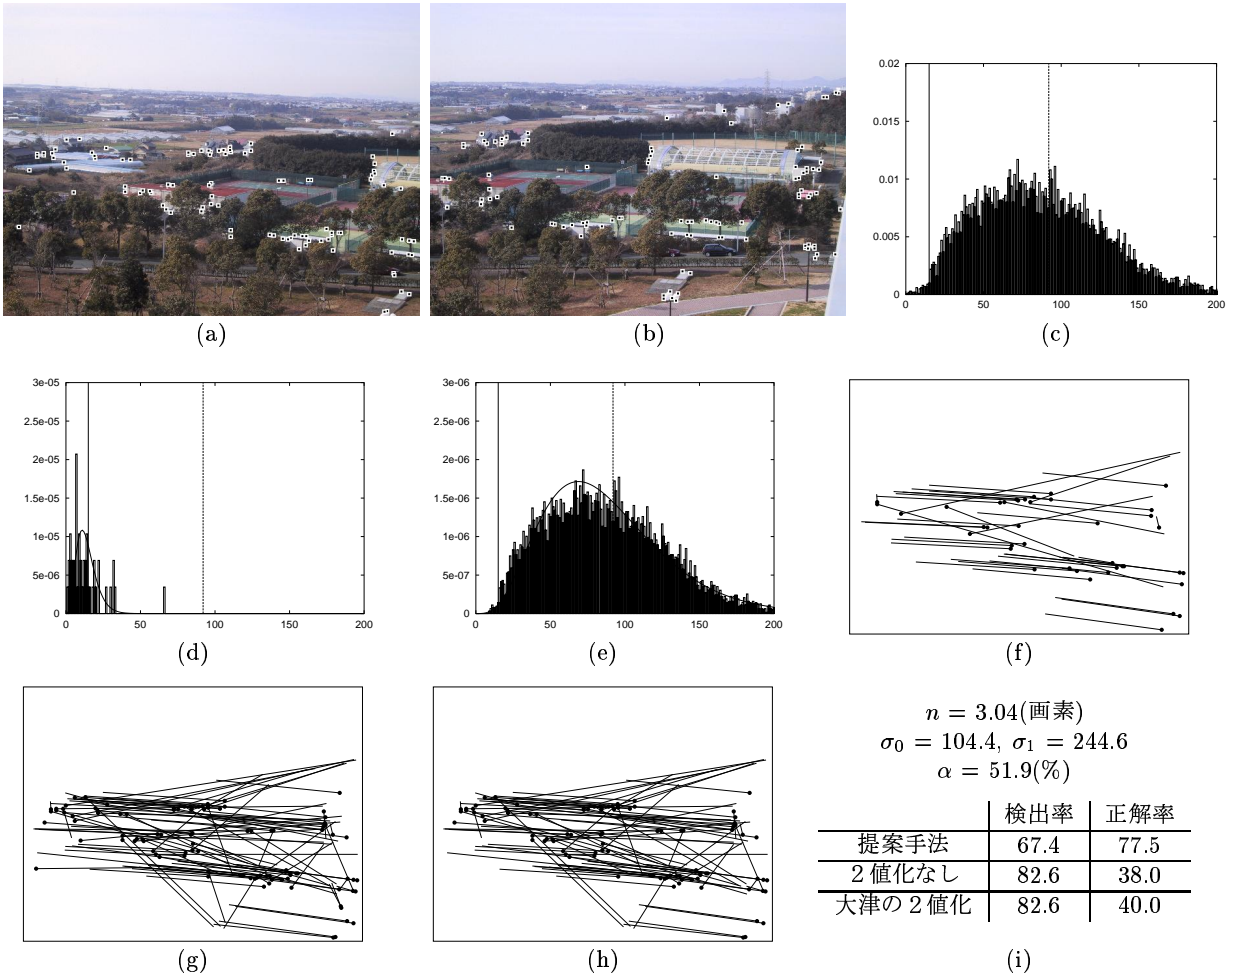 (a)
(b)
0.02
0.015
0.01
0.005
0
0 50 100 150 200
(c)
3e-05
2.5e-05
2e-05
1.5e-05
1e-05
5e-06
0
0 50 100 150 200
(d)
3e-06
2.5e-06
2e-06
1.5e-06
1e-06
5e-07
0
0 50 100 150 200
(e)
(f)
(g)
(h)
n = 3.04(画素)
σ0 = 104.4, σ1 = 244.6
α = 51.9(%)
検出率 正解率
提案手法 67.4 77.5
2値化なし 82.6 38.0
大津の2値化 82.6 40.0
(i)